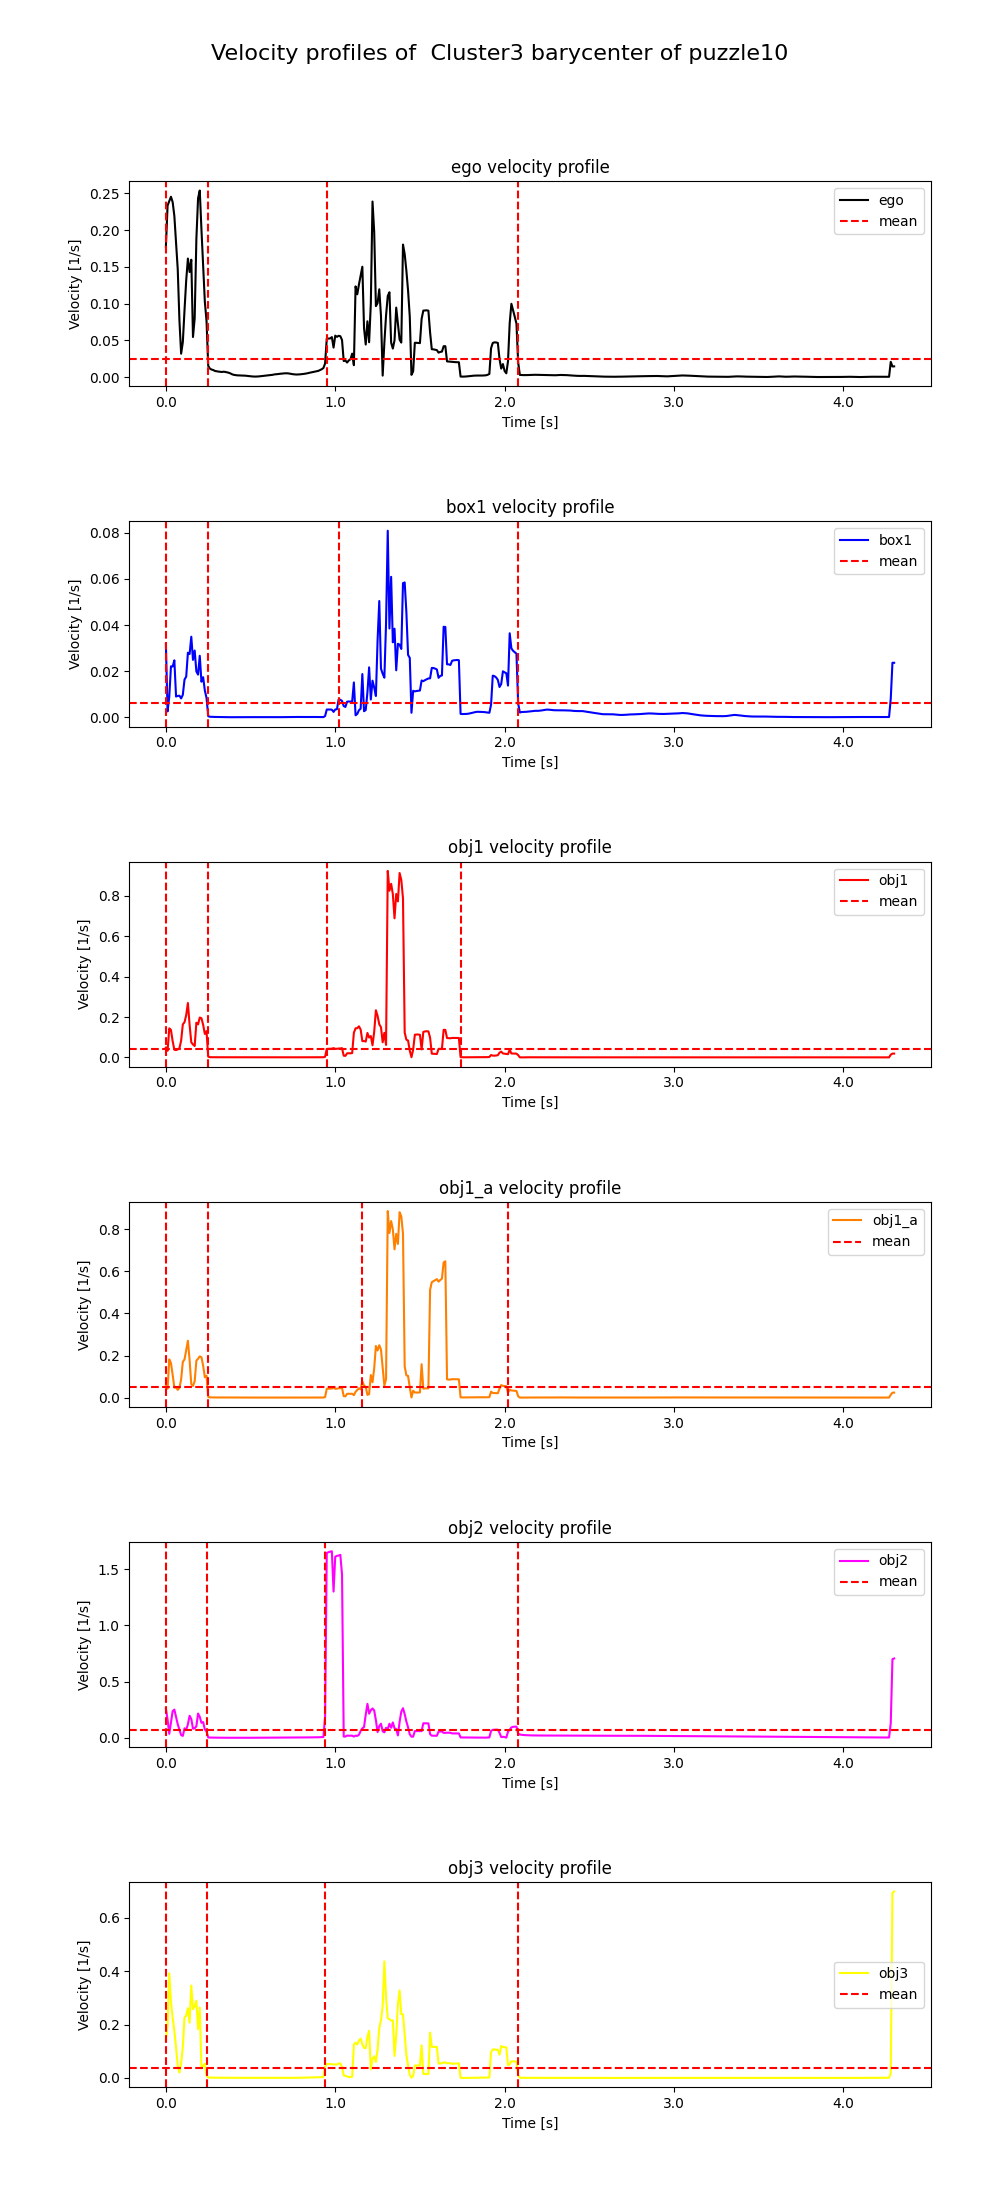 Velocity profiles of  Cluster3 barycenter of puzzle10
ego velocity profile
Velocity [1/s]
0.25
0.20
0.15
0.10
0.05
0.00
ego
mean
0.0 1.0 2.0 3.0 4.0
Time [s]
box1 velocity profile
Velocity [1/s]
0.08
0.06
0.04
0.02
0.00
box1
mean
0.0 1.0 2.0 3.0 4.0
Time [s]
obj1 velocity profile
Velocity [1/s]
0.8
0.6
0.4
0.2
0.0
obj1
mean
0.0 1.0 2.0 3.0 4.0
Time [s]
obj1_a velocity profile
Velocity [1/s]
0.8
0.6
0.4
0.2
0.0
obj1_a
mean
0.0 1.0 2.0 3.0 4.0
Time [s]
obj2 velocity profile
Velocity [1/s]
1.5
1.0
0.5
0.0
obj2
mean
0.0 1.0 2.0 3.0 4.0
Time [s]
obj3 velocity profile
Velocity [1/s]
0.6
0.4
0.2
0.0
obj3
mean
0.0 1.0 2.0 3.0 4.0
Time [s]